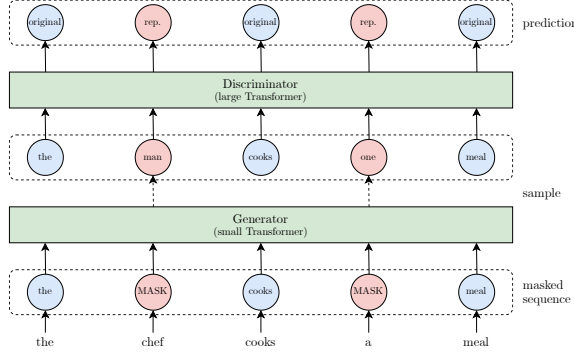 original rep. original rep. original prediction
Discriminator
(large Transformer)
the man cooks one meal
sample
Generator
(small Transformer)
the MASK cooks MASK meal
masked
sequence
the chef cooks a meal